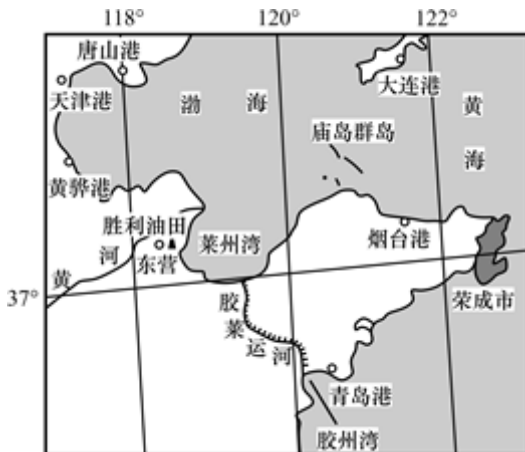 118°
120°
122°
唐山港
天津港
大连港
渤海
黄海
庙岛群岛
黄骅港
胜利油田
莱州湾
烟台港
黄河
东营
37°
荣成市
胶莱运河
青岛港
胶州湾